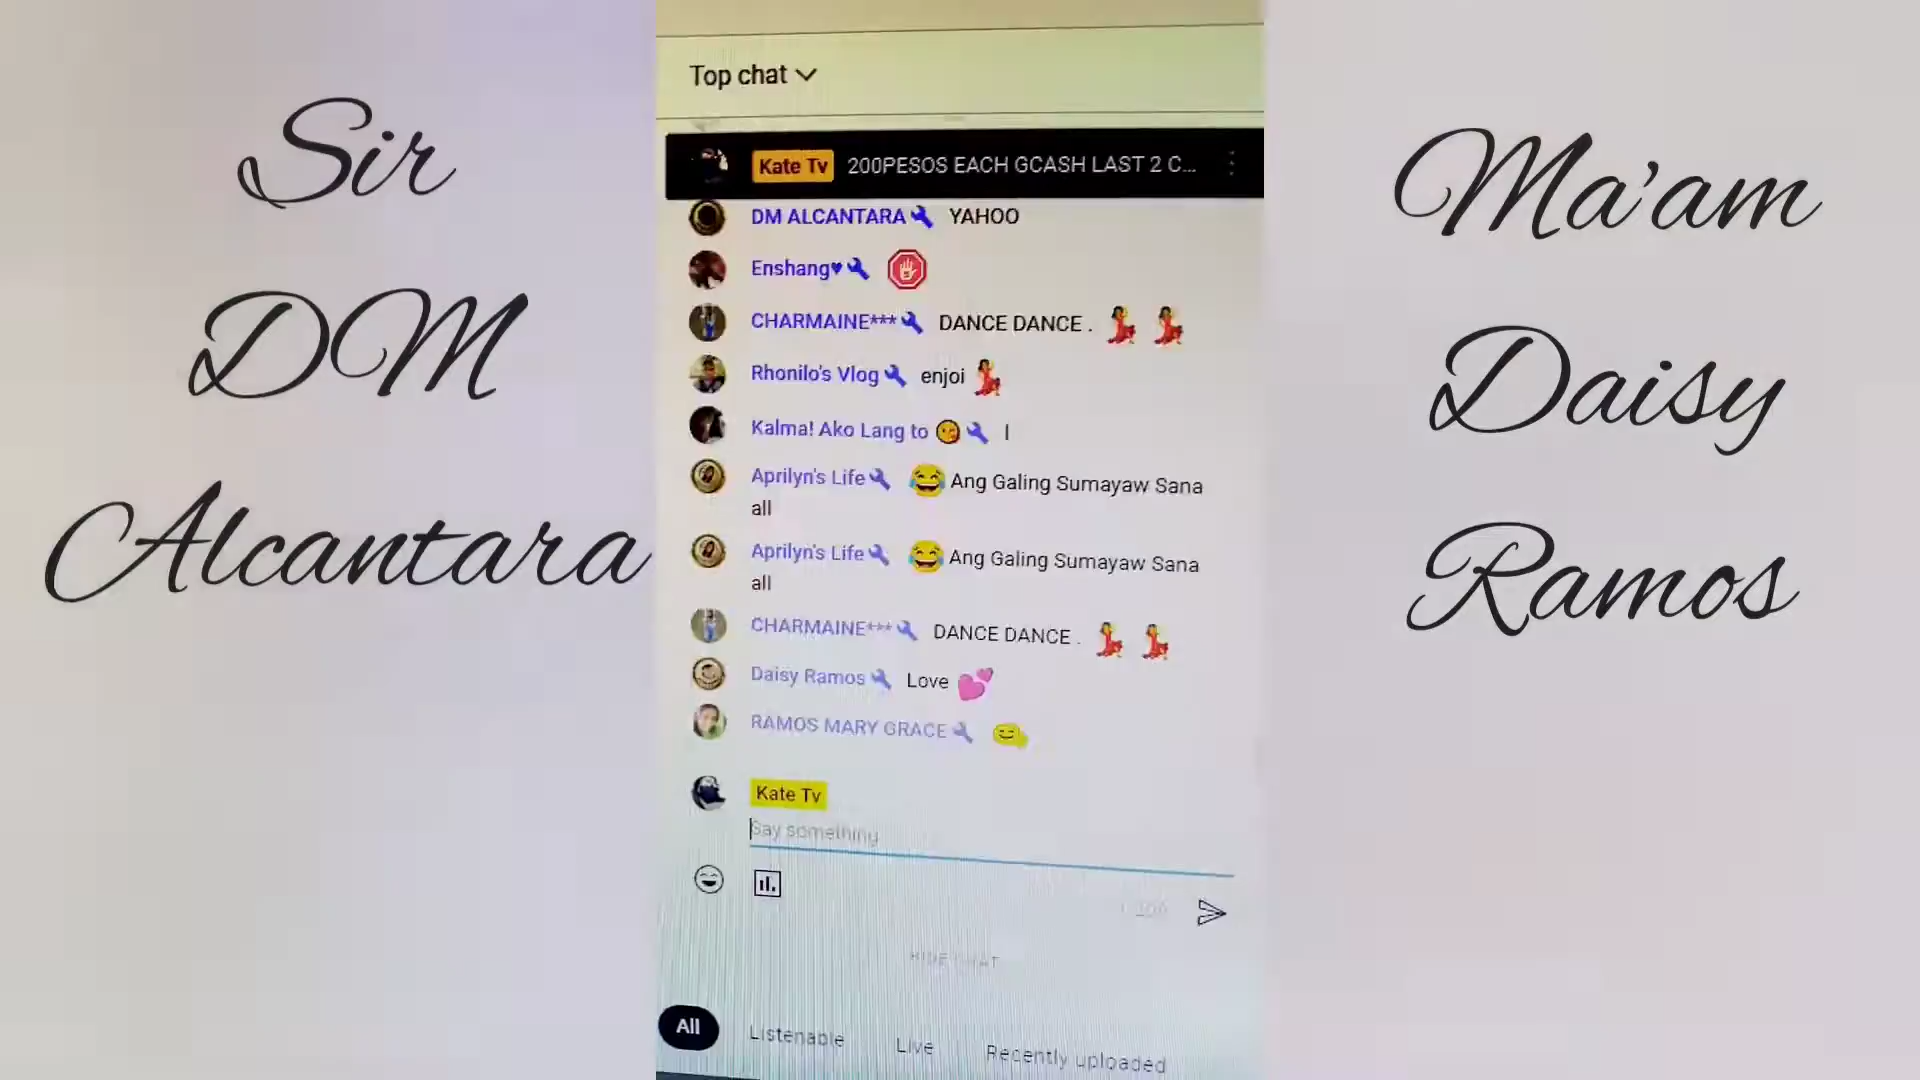 Sir
DM
Alcantara
Top chat
Kate Tv 200PESOS EACH GCASH LAST 2 C...
DM ALCANTARA YAHOO
Enshang♥
CHARMAINE*** DANCE DANCE . 💃 💃
Rhonilo's Vlog enjoi 💃
Kalma! Ako Lang to 😘 I
Aprilyn's Life 😂 Ang Galing Sumayaw Sana
all
Aprilyn's Life 😂 Ang Galing Sumayaw Sana
all
CHARMAINE*** DANCE DANCE . 💃 💃
Daisy Ramos Love 💕
RAMOS MARY GRACE
Kate Tv
Say something
HIDE CHAT
All Listenable Live Recently uploaded
Ma'am
Daisy
Ramos